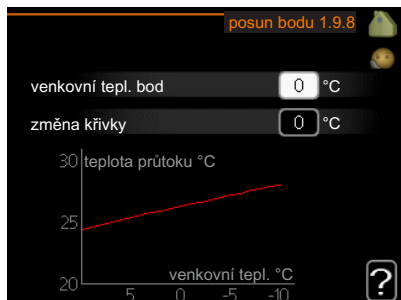 posun bodu 1.9.8
venkovní tepl. bod 0 °C
změna křivky 0 °C
30 teplota průtoku °C
25
venkovní tepl. °C
20
5 0 -5 -10
?